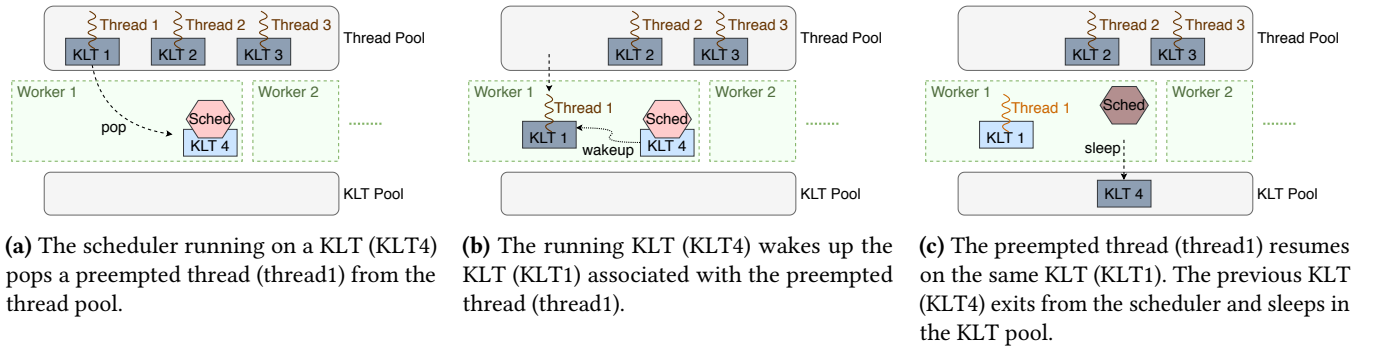 Thread 1 Thread 2 Thread 3
KLT 1 KLT 2 KLT 3
Thread Pool
Worker 1 Worker 2
pop
Sched
KLT 4
........
KLT Pool
(a) The scheduler running on a KLT (KLT4)
pops a preempted thread (thread1) from the
thread pool.
Thread 2 Thread 3
KLT 2 KLT 3
Thread Pool
Worker 1 Worker 2
Thread 1
Sched
KLT 1
wakeup
KLT 4
........
KLT Pool
(b) The running KLT (KLT4) wakes up the
KLT (KLT1) associated with the preempted
thread (thread1).
Thread 2 Thread 3
KLT 2 KLT 3
Thread Pool
Worker 1 Worker 2
Thread 1
Sched
KLT 1
sleep
........
KLT 4
KLT Pool
(c) The preempted thread (thread1) resumes
on the same KLT (KLT1). The previous KLT
(KLT4) exits from the scheduler and sleeps in
the KLT pool.